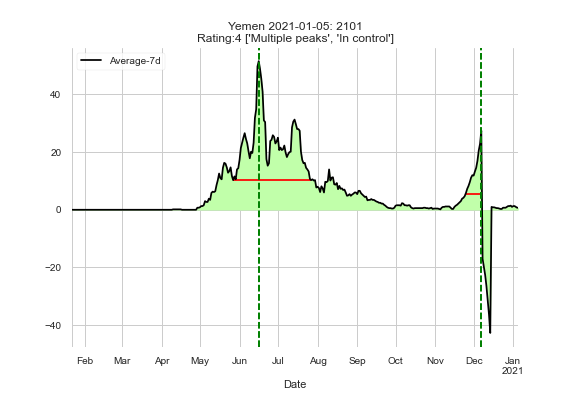 Yemen 2021-01-05: 2101
Rating:4 ['Multiple peaks', 'In control']
Average-7d
40
20
0
−20
−40
Feb Mar Apr May Jun Jul Aug Sep Oct Nov Dec Jan
2021
Date